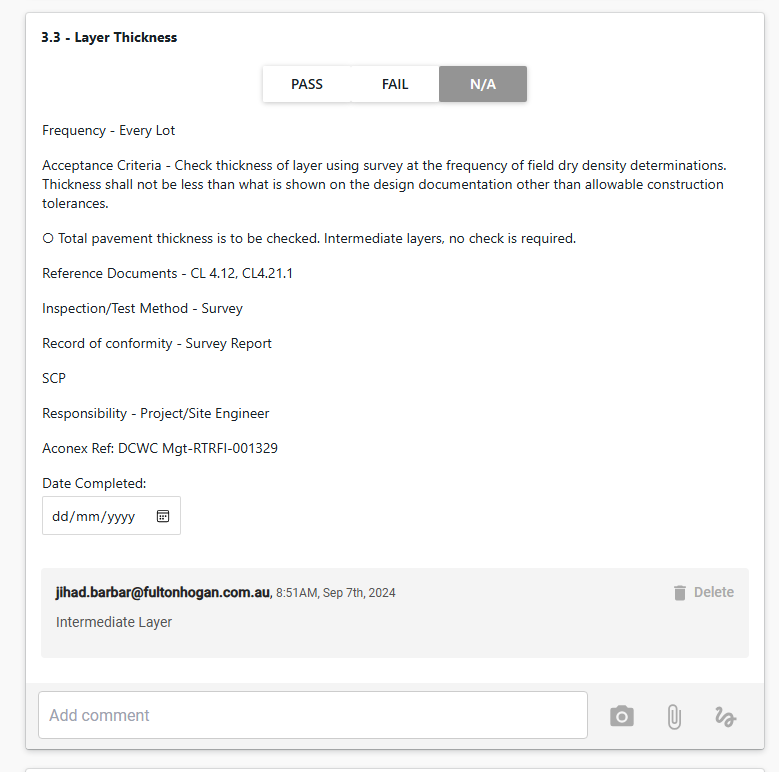 3.3 - Layer Thickness
PASS FAIL N/A
Frequency - Every Lot
Acceptance Criteria - Check thickness of layer using survey at the frequency of field dry density determinations.
Thickness shall not be less than what is shown on the design documentation other than allowable construction
tolerances.
O Total pavement thickness is to be checked. Intermediate layers, no check is required.
Reference Documents - CL 4.12, CL4.21.1
Inspection/Test Method - Survey
Record of conformity - Survey Report
SCP
Responsibility - Project/Site Engineer
Aconex Ref: DCWC Mgt-RTRFI-001329
Date Completed:
dd/mm/yyyy
jihad.barbar@fultonhogan.com.au, 8:51AM, Sep 7th, 2024 Delete
Intermediate Layer
Add comment